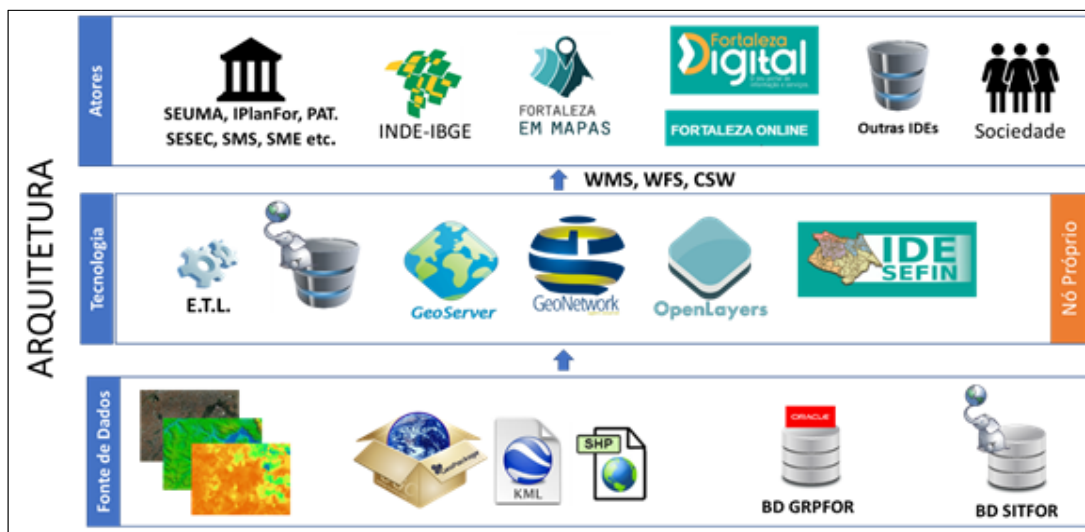 ARQUITETURA
Atores
SEUMA, IPlanFor, PAT.
SESEC, SMS, SME etc.
INDE-IBGE
FORTALEZA
EM MAPAS
Fortaleza
Digital
FORTALEZA ONLINE
Outras IDEs
Sociedade
WMS, WFS, CSW
Tecnologia
E.T.L.
GeoServer
GeoNetwork
OpenLayers
IDE
SEFIN
Nó Próprio
Fonte de Dados
GeoPackage
KML
SHP
ORACLE
BD GRPFOR
BD SITFOR